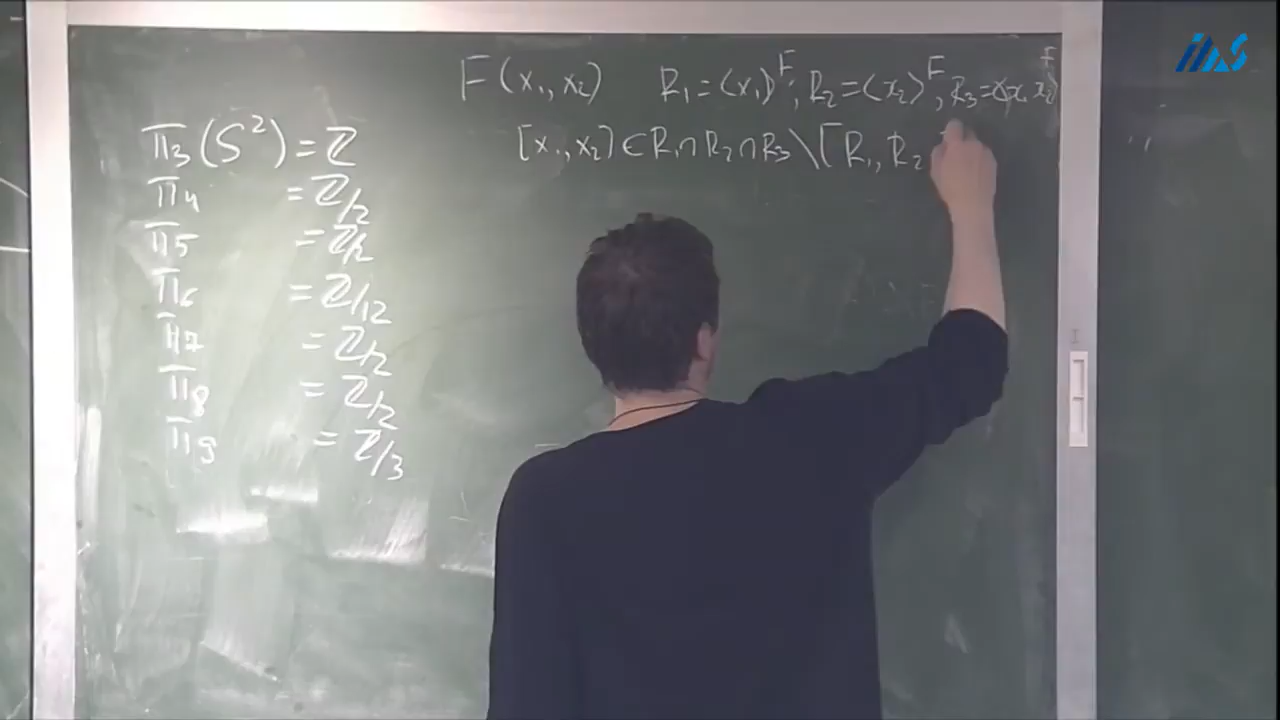 IAS
F(x₁, x₂) R₁ = ⟨x₁⟩^F; R₂ = ⟨x₂⟩^F, R₃ = ⟨x₁ x₂⟩^F
[x₁, x₂] ∈ R₁ ∩ R₂ ∩ R₃ \ [R₁, R₂
π₃(S²) = ℤ
π₄ = ℤ/2
π₅ = ℤ/2
π₆ = ℤ/12
π₇ = ℤ/2
π₈ = ℤ/2
π₉ = ℤ/3